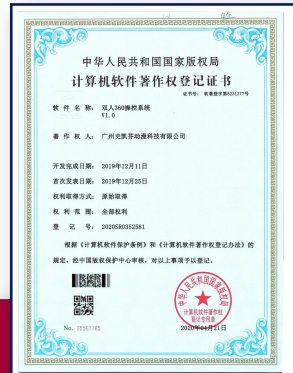 中华人民共和国国家版权局
计算机软件著作权登记证书
证书号： 软著登字第5231277号
软件名称： 双人360操控系统
V1.0
著作权人： 广州史凯芬动漫科技有限公司
开发完成日期： 2019年12月11日
首次发表日期： 2019年12月25日
权利取得方式： 原始取得
权利范围： 全部权利
登记号： 2020SR0352581
根据《计算机软件保护条例》和《计算机软件著作权登记办法》的
规定，经中国版权保护中心审核，对以上事项予以登记。
中华人民共和国国家版权局
计算机软件著作权
登记专用章
No. 05567765
2020年04月21日